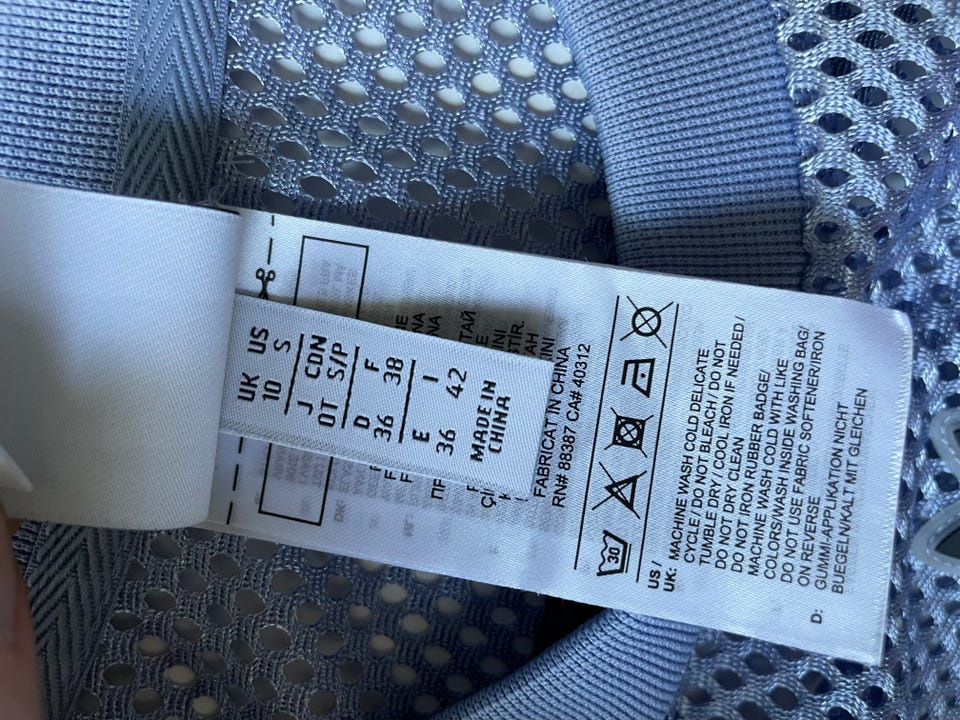 UK US
10 S
J CDN
OT S/P
D F
36 38
E I
36 42
MADE IN
CHINA
FABRICAT IN CHINA
RN# 88387 CA# 40312
30
US /
UK:
MACHINE WASH COLD DELICATE
CYCLE / DO NOT BLEACH / DO NOT
TUMBLE DRY COOL IRON IF NEEDED /
DO NOT DRY CLEAN
DO NOT IRON RUBBER BADGE/
MACHINE WASH COLD WITH LIKE
COLORS/WASH INSIDE WASHING BAG/
DO NOT USE FABRIC SOFTENER/IRON
ON REVERSE
D: GUMMI-APPLIKATION NICHT
BUEGELN/KALT MIT GLEICHEN